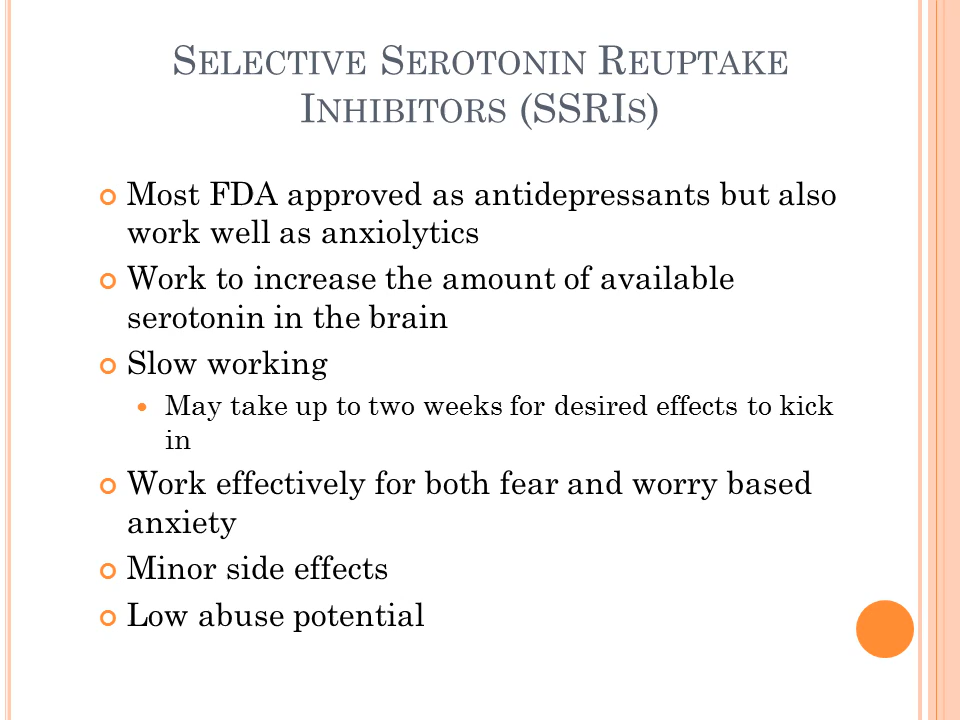 Selective Serotonin Reuptake
Inhibitors (SSRIs)
Most FDA approved as antidepressants but also
work well as anxiolytics
Work to increase the amount of available
serotonin in the brain
Slow working
May take up to two weeks for desired effects to kick
in
Work effectively for both fear and worry based
anxiety
Minor side effects
Low abuse potential